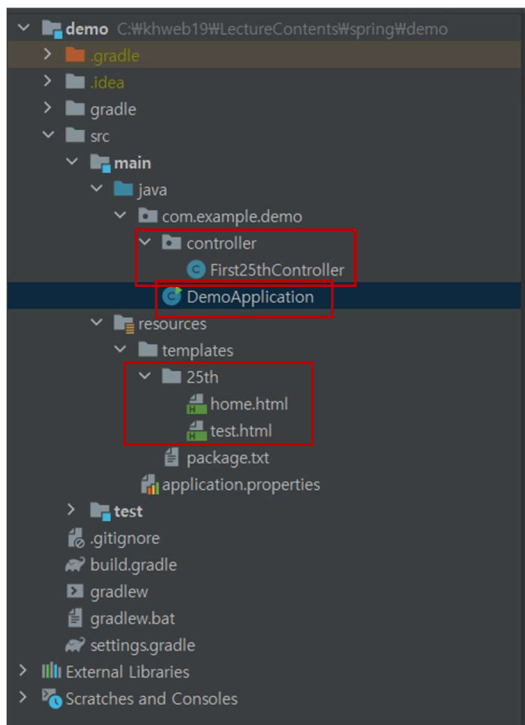 demo C:₩khweb19₩LectureContents₩spring₩demo
.gradle
.idea
gradle
src
main
java
com.example.demo
controller
First25thController
DemoApplication
resources
templates
25th
home.html
test.html
package.txt
application.properties
test
.gitignore
build.gradle
gradlew
gradlew.bat
settings.gradle
External Libraries
Scratches and Consoles